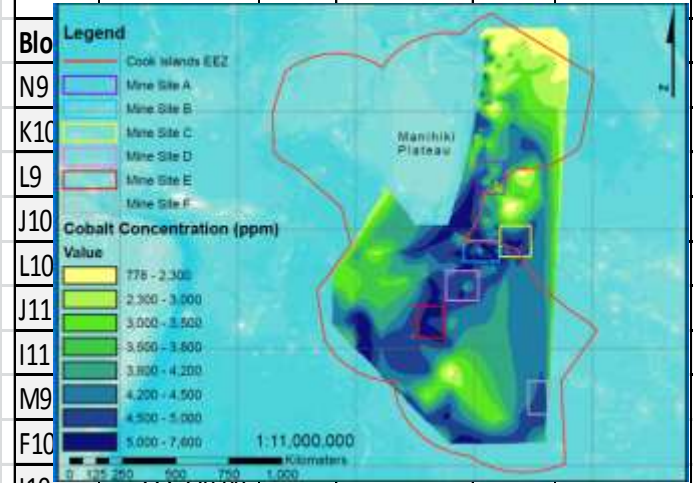 Blo
N9
K10
L9
J10
L10
J11
I11
M9
F10
Legend
Cook Islands EEZ
Mine Site A
Mine Site B
Mine Site C
Mine Site D
Mine Site E
Mine Site F
Cobalt Concentration (ppm)
Value
778 - 2,300
2,300 - 3,000
3,000 - 3,500
3,500 - 3,800
3,800 - 4,200
4,200 - 4,500
4,500 - 5,000
5,000 - 7,600
Manihiki
Plateau
N
1:11,000,000
Kilometers
0 125 250 500 750 1,000